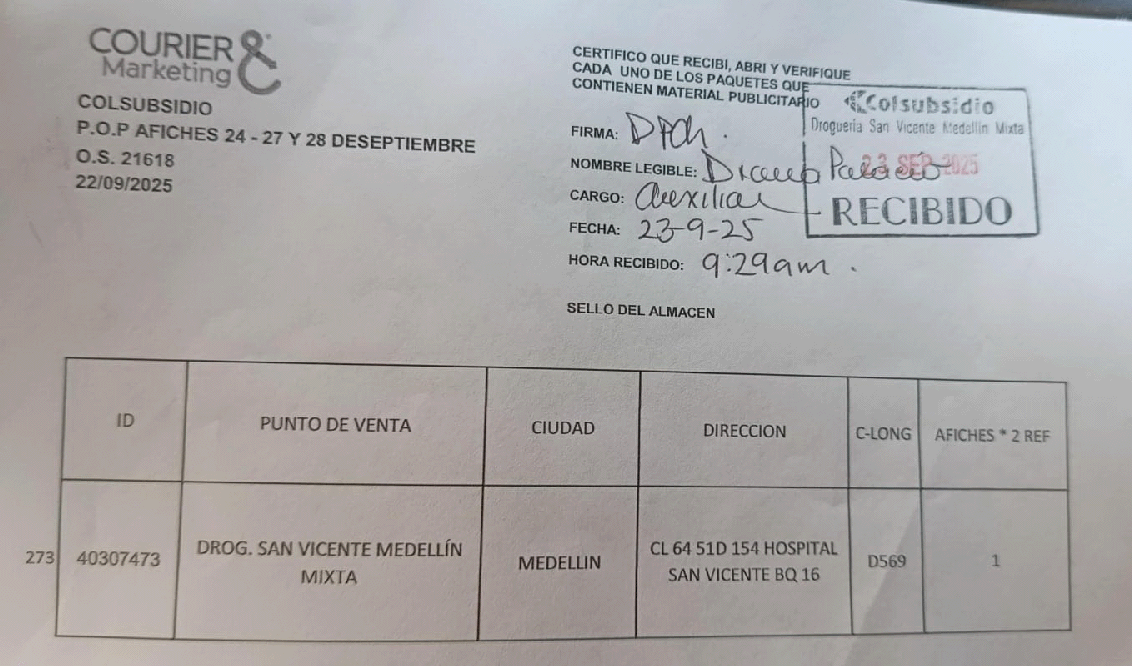 COURIER &
Marketing
COLSUBSIDIO
P.O.P AFICHES 24 - 27 Y 28 DESEPTIEMBRE
O.S. 21618
22/09/2025
CERTIFICO QUE RECIBI, ABRI Y VERIFIQUE
CADA UNO DE LOS PAQUETES QUE
CONTIENEN MATERIAL PUBLICITARIO
Colsubsidio
Drogueria San Vicente Medellin Mixta
23 SEP 2025
RECIBIDO
FIRMA: DPCh.
NOMBRE LEGIBLE:
CARGO: Auxiliar
FECHA: 23-9-25
HORA RECIBIDO: 9:29am.
SELLO DEL ALMACEN
ID PUNTO DE VENTA CIUDAD DIRECCION C-LONG AFICHES * 2 REF
273 40307473 DROG. SAN VICENTE MEDELLÍN MIXTA MEDELLIN CL 64 51D 154 HOSPITAL SAN VICENTE BQ 16 D569 1